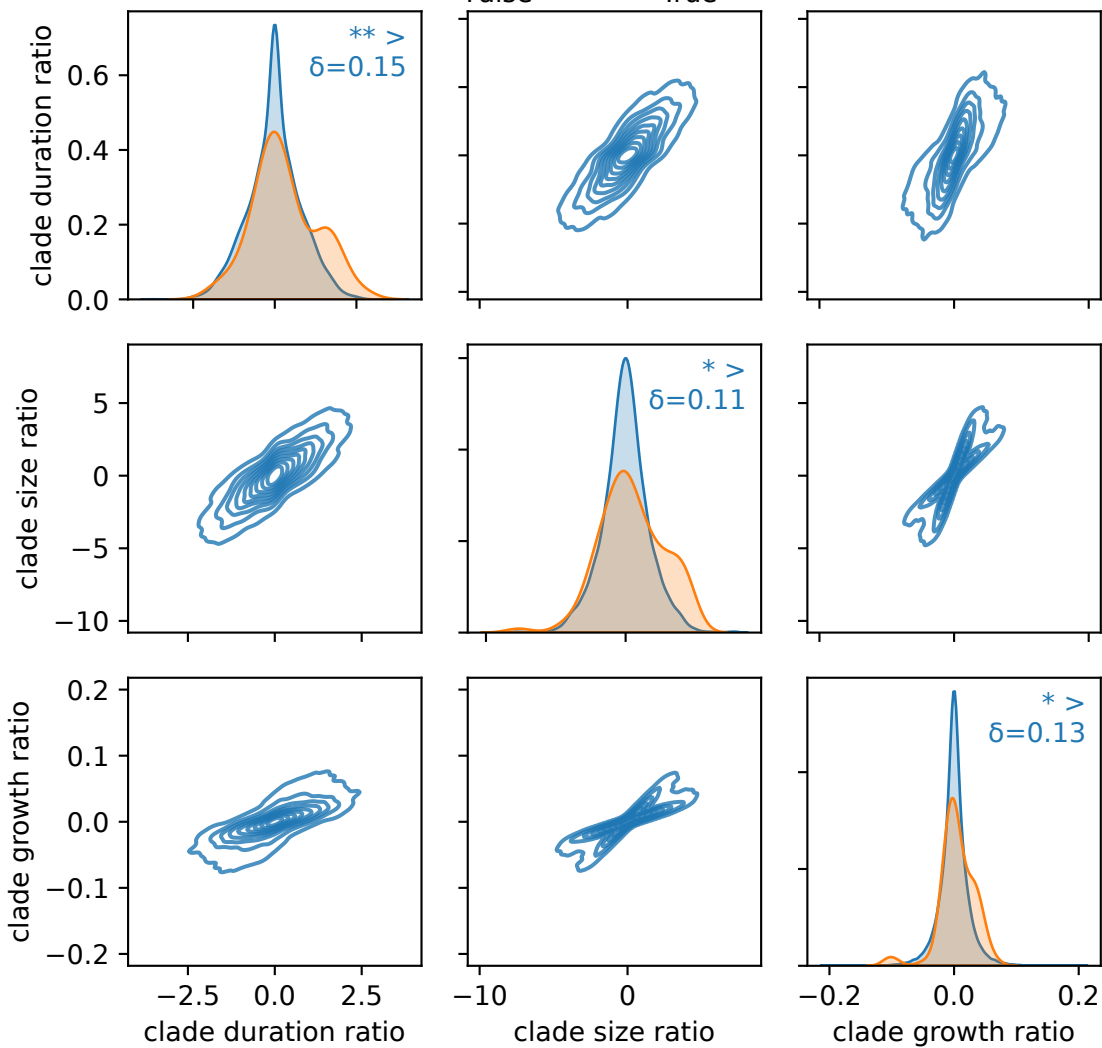 clade duration ratio
0.6
0.4
0.2
0.0
** >
δ=0.15
clade size ratio
5
0
−5
−10
* >
δ=0.11
clade growth ratio
0.2
0.1
0.0
−0.1
−0.2
* >
δ=0.13
−2.5
0.0
2.5
−10
0
−0.2
0.0
0.2
clade duration ratio
clade size ratio
clade growth ratio